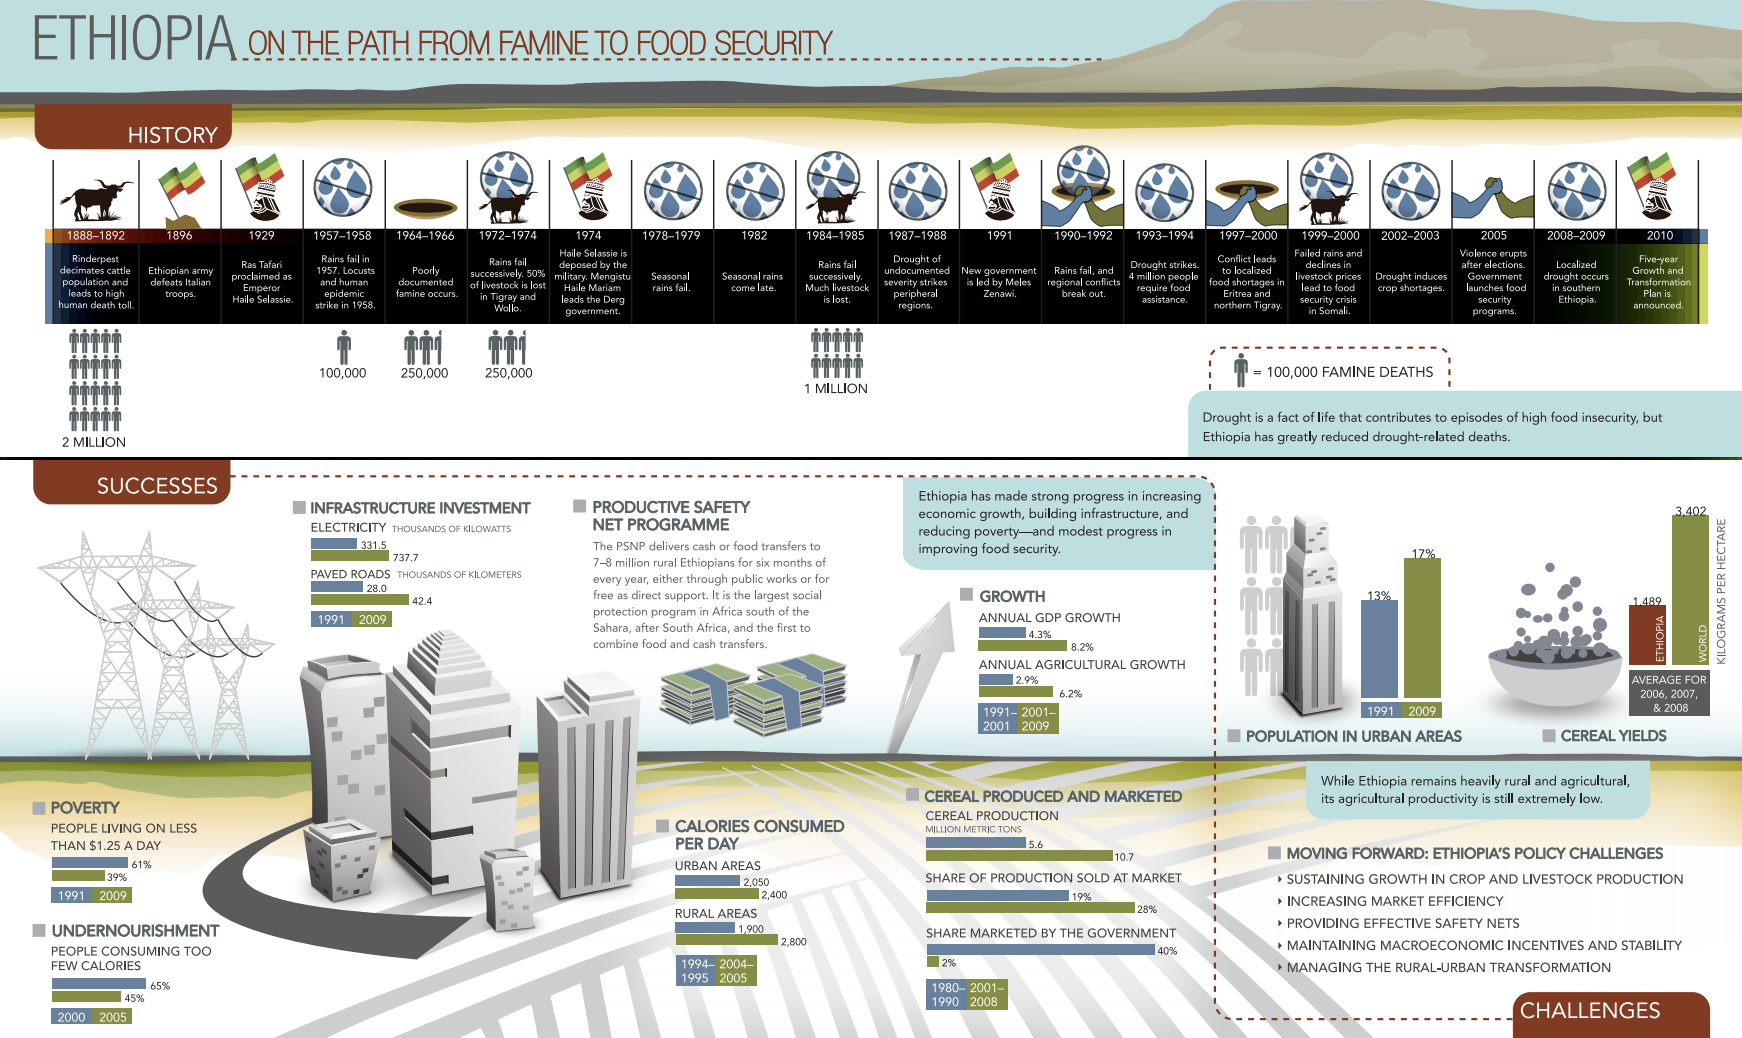 ETHIOPIA ON THE PATH FROM FAMINE TO FOOD SECURITY
HISTORY
1888–1892
Rinderpest
decimates cattle
population and
leads to high
human death toll.
2 MILLION
1896
Ethiopian army
defeats Italian
troops.
1929
Ras Tafari
proclaimed as
Emperor
Haile Selassie.
1957–1958
Rains fail in
1957. Locusts
and human
epidemic
strike in 1958.
100,000
1964–1966
Poorly
documented
famine occurs.
250,000
1972–1974
Rains fail
successively. 50%
of livestock is lost
in Tigray and
Wollo.
250,000
1974
Haile Selassie is
deposed by the
military. Mengistu
Haile Mariam
leads the Derg
government.
1978–1979
Seasonal
rains fail.
1982
Seasonal rains
come late.
1984–1985
Rains fail
successively.
Much livestock
is lost.
1 MILLION
1987–1988
Drought of
undocumented
severity strikes
peripheral
regions.
1991
New government
is led by Meles
Zenawi.
1990–1992
Rains fail, and
regional conflicts
break out.
1993–1994
Drought strikes.
4 million people
require food
assistance.
1997–2000
Conflict leads
to localized
food shortages in
Eritrea and
northern Tigray.
1999–2000
Failed rains and
declines in
livestock prices
lead to food
security crisis
in Somali.
2002–2003
Drought induces
crop shortages.
2005
Violence erupts
after elections.
Government
launches food
security
programs.
2008–2009
Localized
drought occurs
in southern
Ethiopia.
2010
Five-year
Growth and
Transformation
Plan is
announced.
= 100,000 FAMINE DEATHS
Drought is a fact of life that contributes to episodes of high food insecurity, but
Ethiopia has greatly reduced drought-related deaths.
SUCCESSES
INFRASTRUCTURE INVESTMENT
ELECTRICITY THOUSANDS OF KILOWATTS
331.5
737.7
PAVED ROADS THOUSANDS OF KILOMETERS
28.0
42.4
1991 2009
PRODUCTIVE SAFETY
NET PROGRAMME
The PSNP delivers cash or food transfers to
7–8 million rural Ethiopians for six months of
every year, either through public works or for
free as direct support. It is the largest social
protection program in Africa south of the
Sahara, after South Africa, and the first to
combine food and cash transfers.
Ethiopia has made strong progress in increasing
economic growth, building infrastructure, and
reducing poverty—and modest progress in
improving food security.
GROWTH
ANNUAL GDP GROWTH
4.3%
8.2%
ANNUAL AGRICULTURAL GROWTH
2.9%
6.2%
1991– 2001–
2001 2009
13%
17%
1991 2009
POPULATION IN URBAN AREAS
1,489
3,402
ETHIOPIA
WORLD
KILOGRAMS PER HECTARE
AVERAGE FOR
2006, 2007,
& 2008
CEREAL YIELDS
While Ethiopia remains heavily rural and agricultural,
its agricultural productivity is still extremely low.
POVERTY
PEOPLE LIVING ON LESS
THAN $1.25 A DAY
61%
39%
1991 2009
UNDERNOURISHMENT
PEOPLE CONSUMING TOO
FEW CALORIES
65%
45%
2000 2005
CALORIES CONSUMED
PER DAY
URBAN AREAS
2,050
2,400
RURAL AREAS
1,900
2,800
1994– 2004–
1995 2005
CEREAL PRODUCED AND MARKETED
CEREAL PRODUCTION
MILLION METRIC TONS
5.6
10.7
SHARE OF PRODUCTION SOLD AT MARKET
19%
28%
SHARE MARKETED BY THE GOVERNMENT
40%
2%
1980– 2001–
1990 2008
MOVING FORWARD: ETHIOPIA'S POLICY CHALLENGES
SUSTAINING GROWTH IN CROP AND LIVESTOCK PRODUCTION
INCREASING MARKET EFFICIENCY
PROVIDING EFFECTIVE SAFETY NETS
MAINTAINING MACROECONOMIC INCENTIVES AND STABILITY
MANAGING THE RURAL-URBAN TRANSFORMATION
CHALLENGES